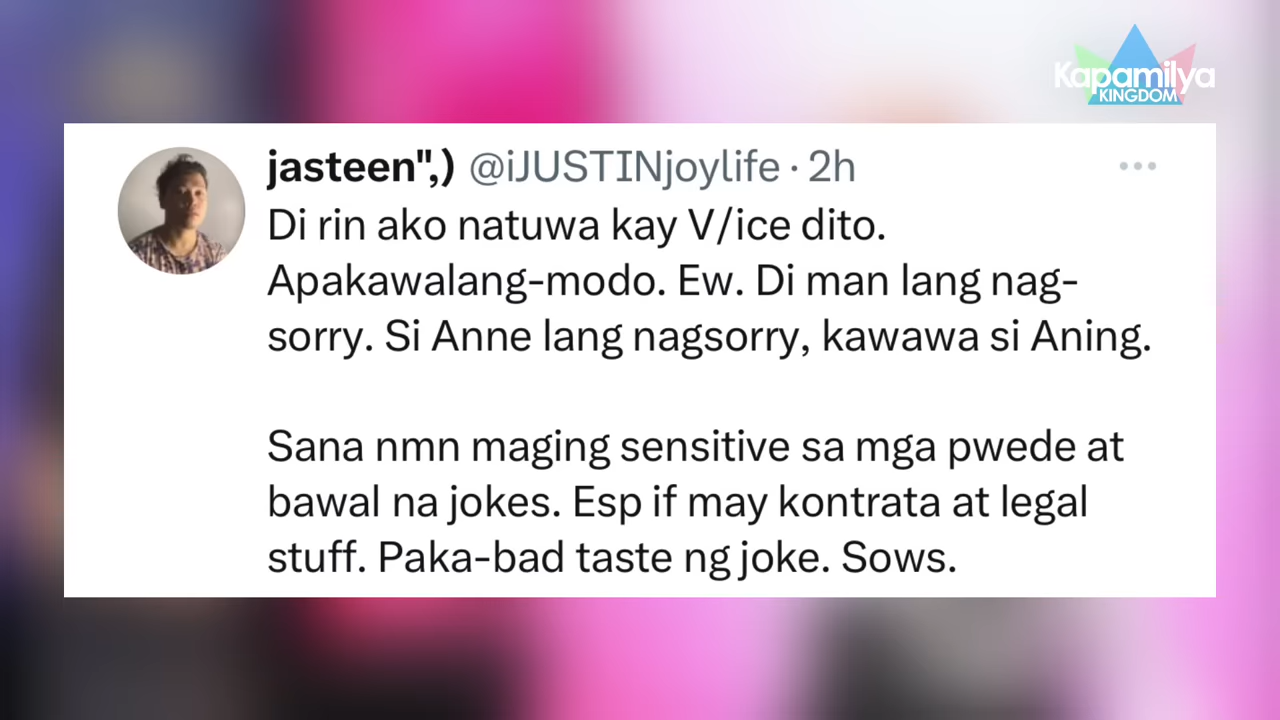 Kapamilya
KINGDOM
jasteen",) @iJUSTINjoylife · 2h
Di rin ako natuwa kay V/ice dito.
Apakawalang-modo. Ew. Di man lang nag-
sorry. Si Anne lang nagsorry, kawawa si Aning.
Sana nmn maging sensitive sa mga pwede at
bawal na jokes. Esp if may kontrata at legal
stuff. Paka-bad taste ng joke. Sows.